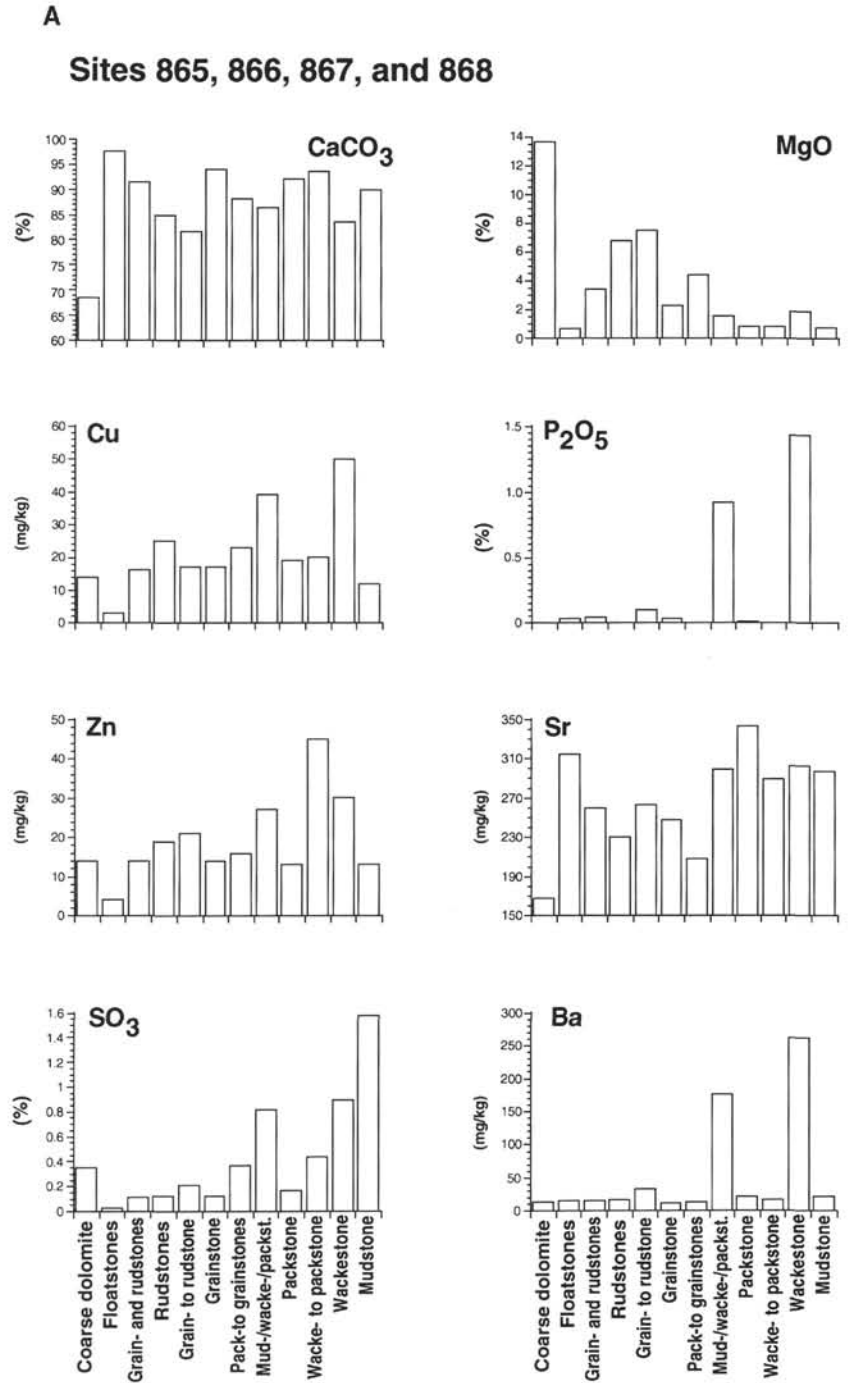 A
Sites 865, 866, 867, and 868
CaCO3
(%)
100
95
90
85
80
75
70
65
60
MgO
(%)
14
12
10
8
6
4
2
0
Cu
(mg/kg)
60
50
40
30
20
10
0
P2O5
(%)
1.5
1.0
0.5
0
Zn
(mg/kg)
50
40
30
20
10
0
Sr
(mg/kg)
350
310
270
230
190
150
SO3
(%)
1.6
1.4
1.2
1
0.8
0.6
0.4
0.2
0
Coarse dolomite
Floatstones
Grain- and rudstones
Rudstones
Grain- to rudstone
Grainstone
Pack-to grainstones
Mud-/wacke-/packst.
Packstone
Wacke- to packstone
Wackestone
Mudstone
Ba
(mg/kg)
300
250
200
150
100
50
0
Coarse dolomite
Floatstones
Grain- and rudstones
Rudstones
Grain- to rudstone
Grainstone
Pack-to grainstones
Mud-/wacke-/packst.
Packstone
Wacke- to packstone
Wackestone
Mudstone